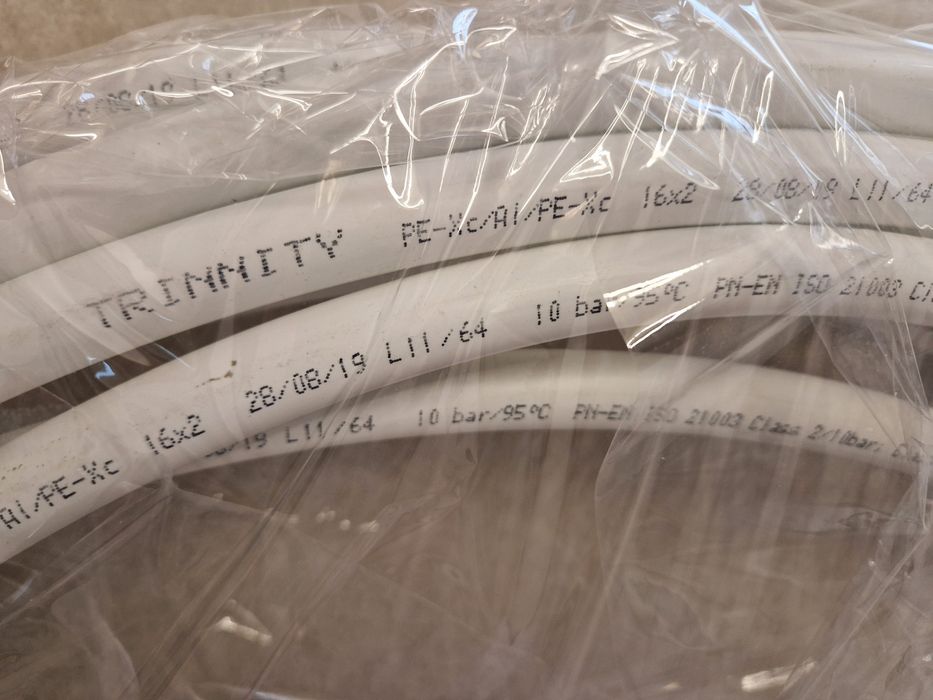 TRINNITY PE-Xc/Al/PE-Xc 16x2 28/08/19 L11/64
Al/PE-Xc 16x2 28/08/19 L11/64 10 bar/95°C PN-EN ISO 21003
/19 L11/64 10 bar/95°C PN-EN ISO 21003 Class 2/10bar,